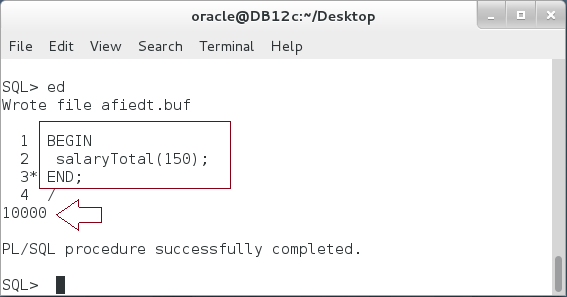 oracle@DB12c:~/Desktop
File Edit View Search Terminal Help
SQL> ed
Wrote file afiedt.buf
1 BEGIN
2 salaryTotal(150);
3* END;
4 /
10000
PL/SQL procedure successfully completed.
SQL>